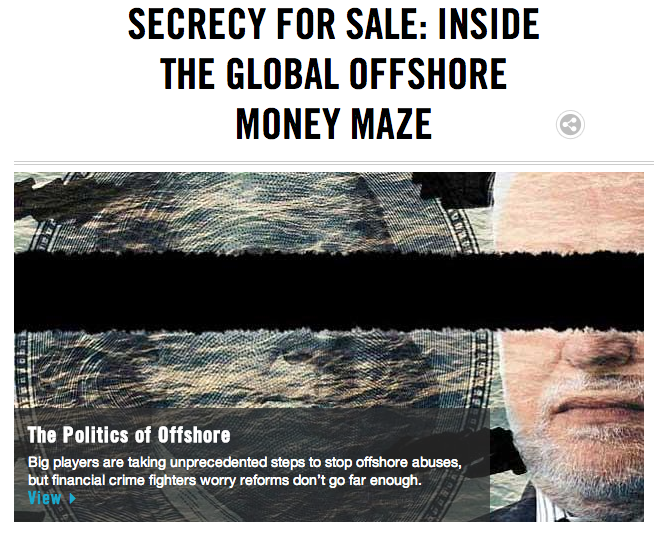 SECRECY FOR SALE: INSIDE
THE GLOBAL OFFSHORE
MONEY MAZE
The Politics of Offshore
Big players are taking unprecedented steps to stop offshore abuses,
but financial crime fighters worry reforms don't go far enough.
View